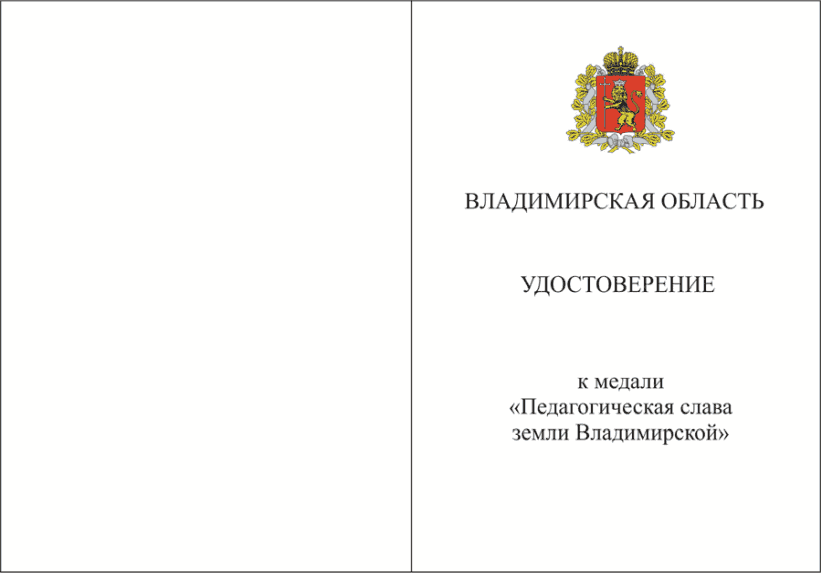 ВЛАДИМИРСКАЯ ОБЛАСТЬ
УДОСТОВЕРЕНИЕ
к медали
«Педагогическая слава
земли Владимирской»